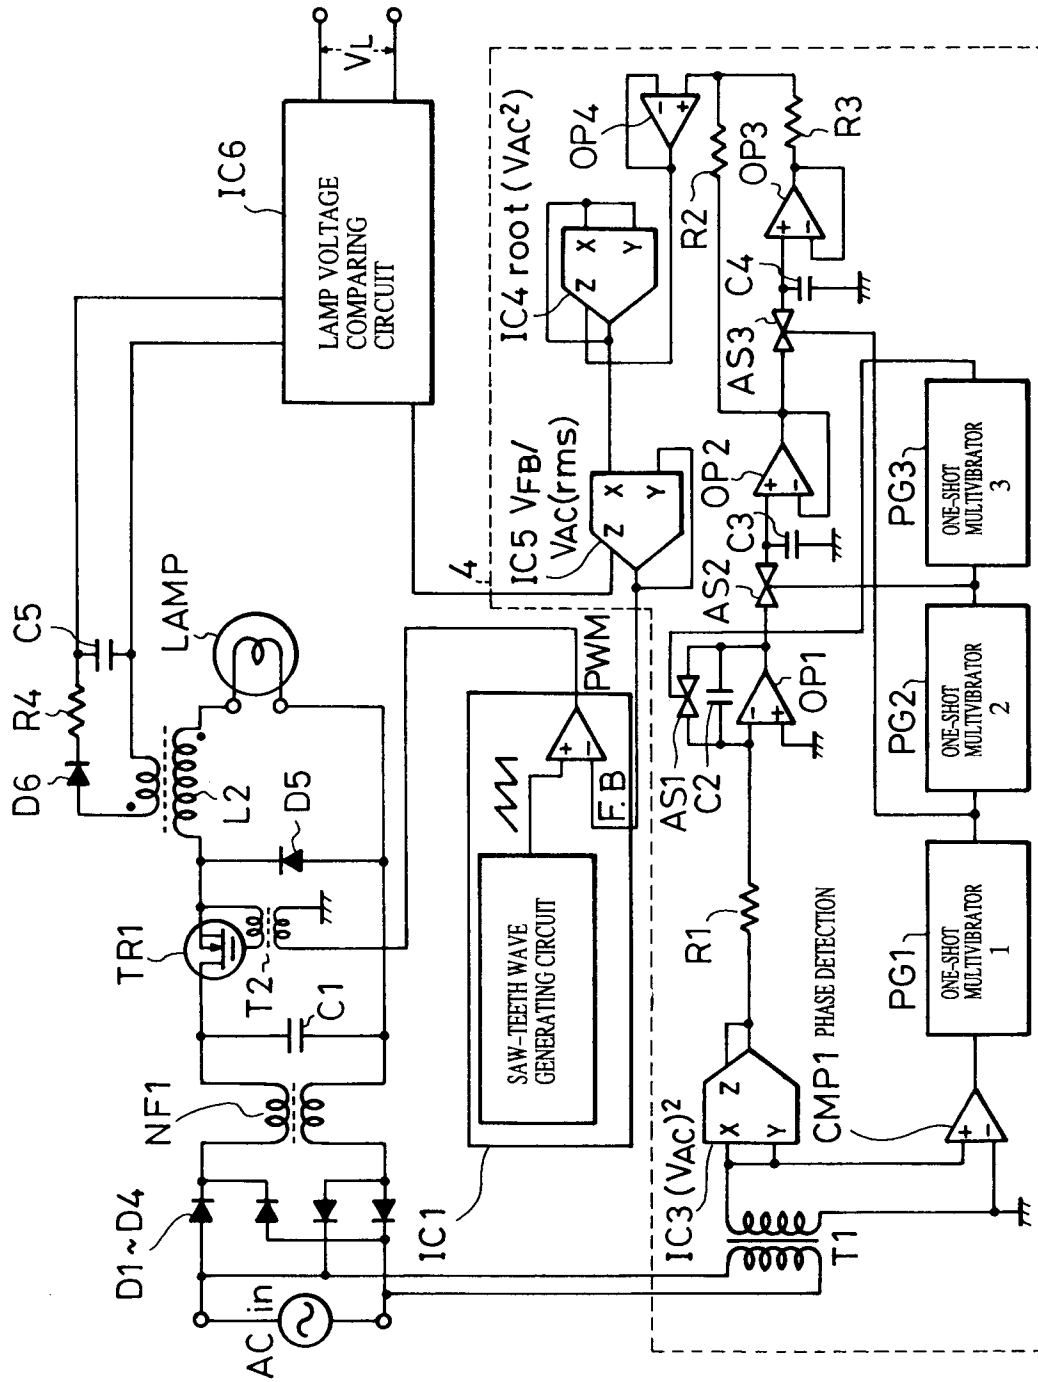 AC in
D1~D4
NF1
C1
T2
TR1
D5
L2
D6
R4
C5
LAMP
IC6
LAMP VOLTAGE
COMPARING
CIRCUIT
VL
IC1
SAW-TEETH WAVE
GENERATING CIRCUIT
+
-
F.B
PWM
4
IC5 VFB/
VAC(rms)
X
Y
Z
IC4 root (VAC²)
X
Y
Z
OP4
-
+
R2
R3
OP3
+
-
C4
AS3
OP2
+
-
C3
AS2
AS1
C2
OP1
-
+
R1
IC3 (VAC)²
X
Y
Z
T1
CMP1 PHASE DETECTION
+
-
PG1
ONE-SHOT
MULTIVIBRATOR
1
PG2
ONE-SHOT
MULTIVIBRATOR
2
PG3
ONE-SHOT
MULTIVIBRATOR
3